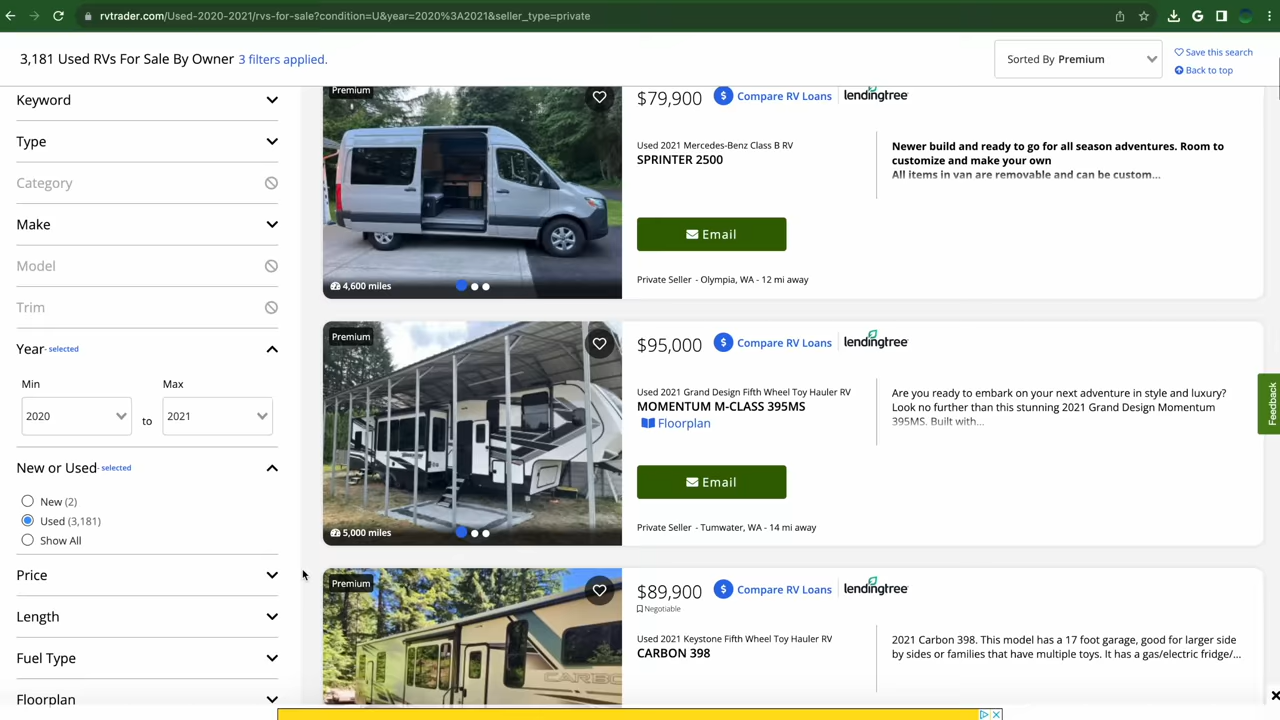 rvtrader.com/Used-2020-2021/rvs-for-sale?condition=U&year=2020%3A2021&seller_type=private
3,181 Used RVs For Sale By Owner 3 filters applied.
Sorted By Premium
Save this search
Back to top
Keyword
Type
Category
Make
Model
Trim
Year - selected
Min
Max
2020
to
2021
New or Used - selected
New (2)
Used (3,181)
Show All
Price
Length
Fuel Type
Floorplan
Premium
4,600 miles
$79,900
$ Compare RV Loans
lendingtree
Used 2021 Mercedes-Benz Class B RV
SPRINTER 2500
Newer build and ready to go for all season adventures. Room to
customize and make your own
All items in van are removable and can be custom...
Email
Private Seller - Olympia, WA - 12 mi away
Premium
5,000 miles
$95,000
$ Compare RV Loans
lendingtree
Used 2021 Grand Design Fifth Wheel Toy Hauler RV
MOMENTUM M-CLASS 395MS
Floorplan
Are you ready to embark on your next adventure in style and luxury?
Look no further than this stunning 2021 Grand Design Momentum
395MS. Built with...
Email
Private Seller - Tumwater, WA - 14 mi away
Premium
CARBO
$89,900
Negotiable
$ Compare RV Loans
lendingtree
Used 2021 Keystone Fifth Wheel Toy Hauler RV
CARBON 398
2021 Carbon 398. This model has a 17 foot garage, good for larger side
by sides or families that have multiple toys. It has a gas/electric fridge/...
Feedback